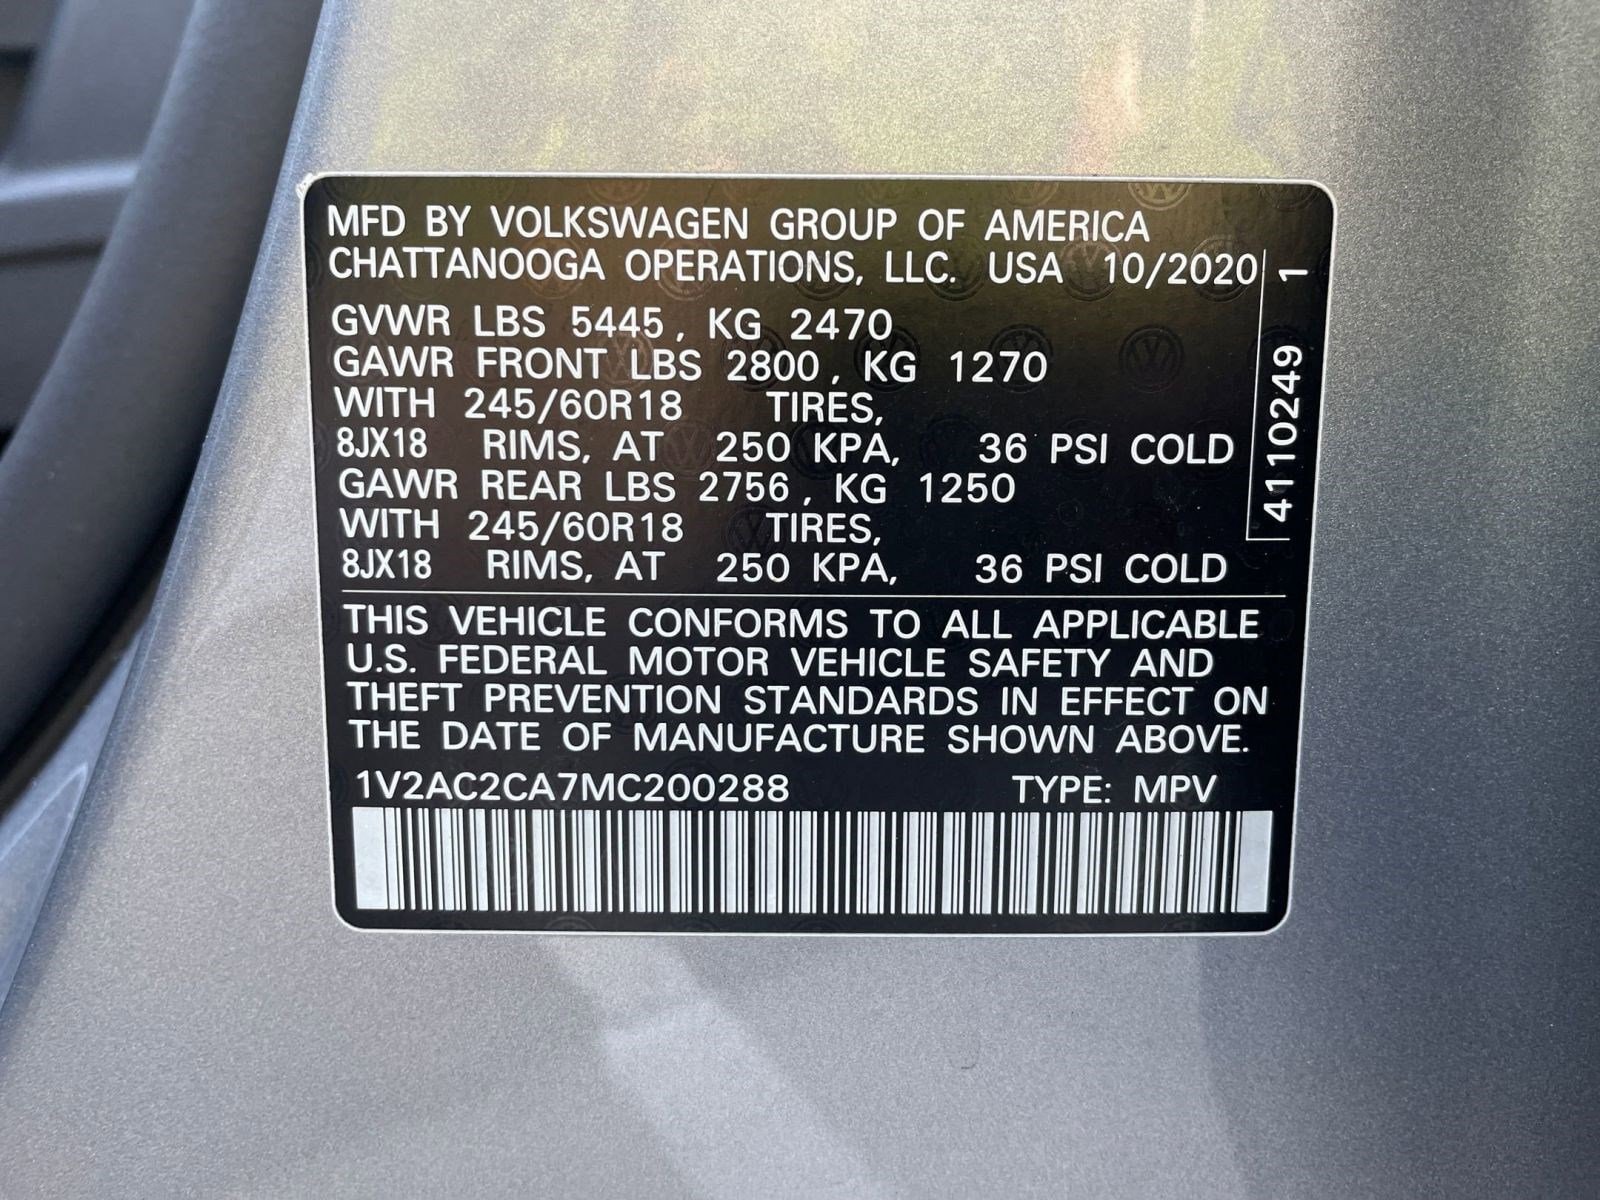 MFD BY VOLKSWAGEN GROUP OF AMERICA
CHATTANOOGA OPERATIONS, LLC. USA 10/2020
GVWR LBS 5445, KG 2470
GAWR FRONT LBS 2800, KG 1270
WITH 245/60R18 TIRES,
8JX18 RIMS, AT 250 KPA, 36 PSI COLD
GAWR REAR LBS 2756, KG 1250
WITH 245/60R18 TIRES,
8JX18 RIMS, AT 250 KPA, 36 PSI COLD
4110249 1
THIS VEHICLE CONFORMS TO ALL APPLICABLE
U.S. FEDERAL MOTOR VEHICLE SAFETY AND
THEFT PREVENTION STANDARDS IN EFFECT ON
THE DATE OF MANUFACTURE SHOWN ABOVE.
1V2AC2CA7MC200288 TYPE: MPV